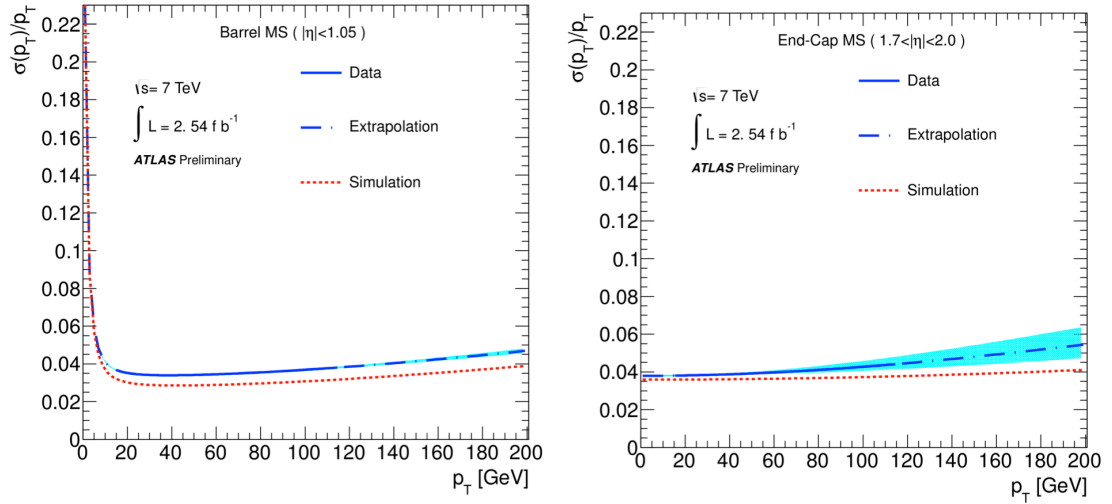 σ(p_T)/p_T
0.22
0.2
0.18
0.16
0.14
0.12
0.1
0.08
0.06
0.04
0.02
0
Barrel MS ( |η|<1.05 )
√s= 7 TeV
∫ L = 2. 54 f b⁻¹
ATLAS Preliminary
Data
Extrapolation
Simulation
0 20 40 60 80 100 120 140 160 180 200
p_T [GeV]
σ(p_T)/p_T
0.22
0.2
0.18
0.16
0.14
0.12
0.1
0.08
0.06
0.04
0.02
0
End-Cap MS ( 1.7<|η|<2.0 )
√s= 7 TeV
∫ L = 2. 54 f b⁻¹
ATLAS Preliminary
Data
Extrapolation
Simulation
0 20 40 60 80 100 120 140 160 180 200
p_T [GeV]